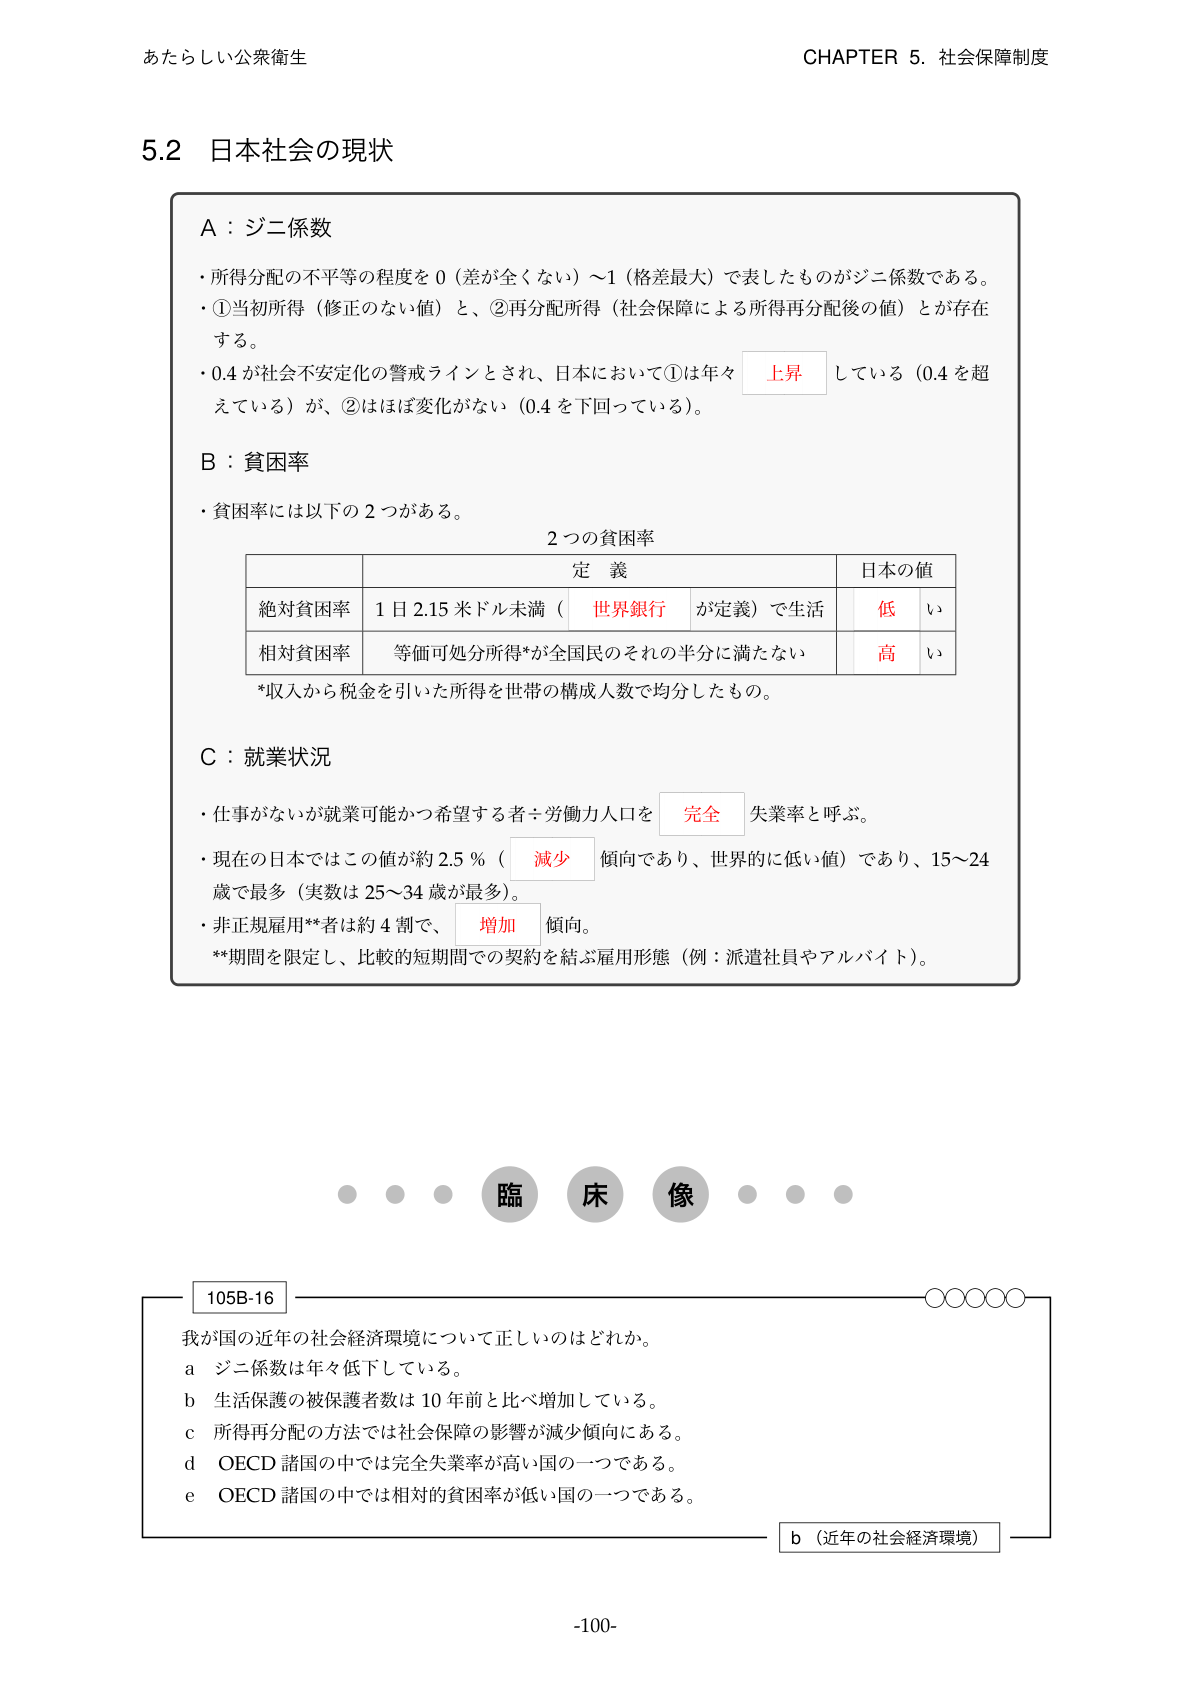 あたらしい公衆衛生 CHAPTER 5. 社会保障制度
5.2 日本社会の現状
A：ジニ係数
・所得分配の不平等の程度を 0（差が全くない）〜1（格差最大）で表したものがジニ係数である。
・①当初所得（修正のない値）と、②再分配所得（社会保障による所得再分配後の値）とが存在
する。
・0.4 が社会不安定化の警戒ラインとされ、日本において①は年々 上昇 している（0.4 を超
えている）が、②はほぼ変化がない（0.4 を下回っている）。
B：貧困率
・貧困率には以下の 2 つがある。
2 つの貧困率
定 義 日本の値
絶対貧困率 1 日 2.15 米ドル未満（ 世界銀行 が定義）で生活 低 い
相対貧困率 等価可処分所得*が全国民のそれの半分に満たない 高 い
*収入から税金を引いた所得を世帯の構成人数で均分したもの。
C：就業状況
・仕事がないが就業可能かつ希望する者÷労働力人口を 完全 失業率と呼ぶ。
・現在の日本ではこの値が約 2.5 %（ 減少 傾向であり、世界的に低い値）であり、15〜24
歳で最多（実数は 25〜34 歳が最多）。
・非正規雇用**者は約 4 割で、 増加 傾向。
**期間を限定し、比較的短期間での契約を結ぶ雇用形態（例：派遣社員やアルバイト）。
臨 床 像
105B-16
我が国の近年の社会経済環境について正しいのはどれか。
a ジニ係数は年々低下している。
b 生活保護の被保護者数は 10 年前と比べ増加している。
c 所得再分配の方法では社会保障の影響が減少傾向にある。
d OECD 諸国の中では完全失業率が高い国の一つである。
e OECD 諸国の中では相対的貧困率が低い国の一つである。
b （近年の社会経済環境）
-100-